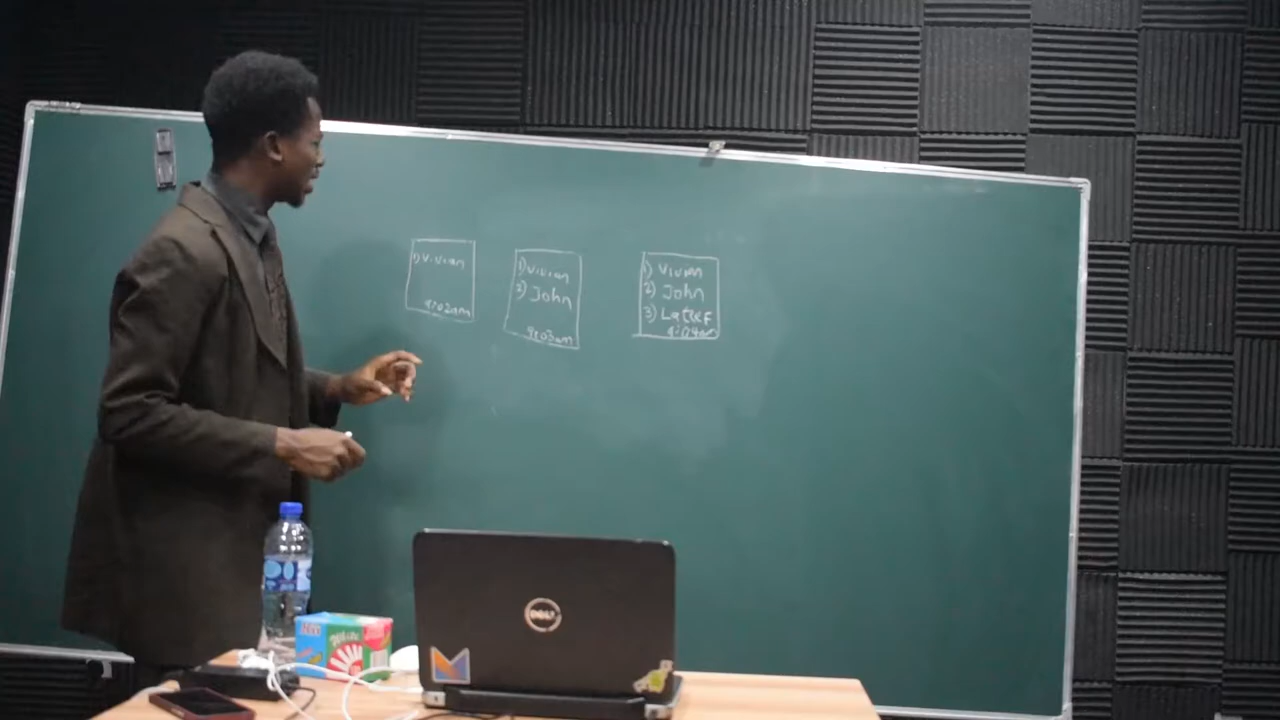 1) Vivian
9:02am
1) Vivian
2) John
9:03am
1) Vivian
2) John
3) Lateef
9:04am
DELL